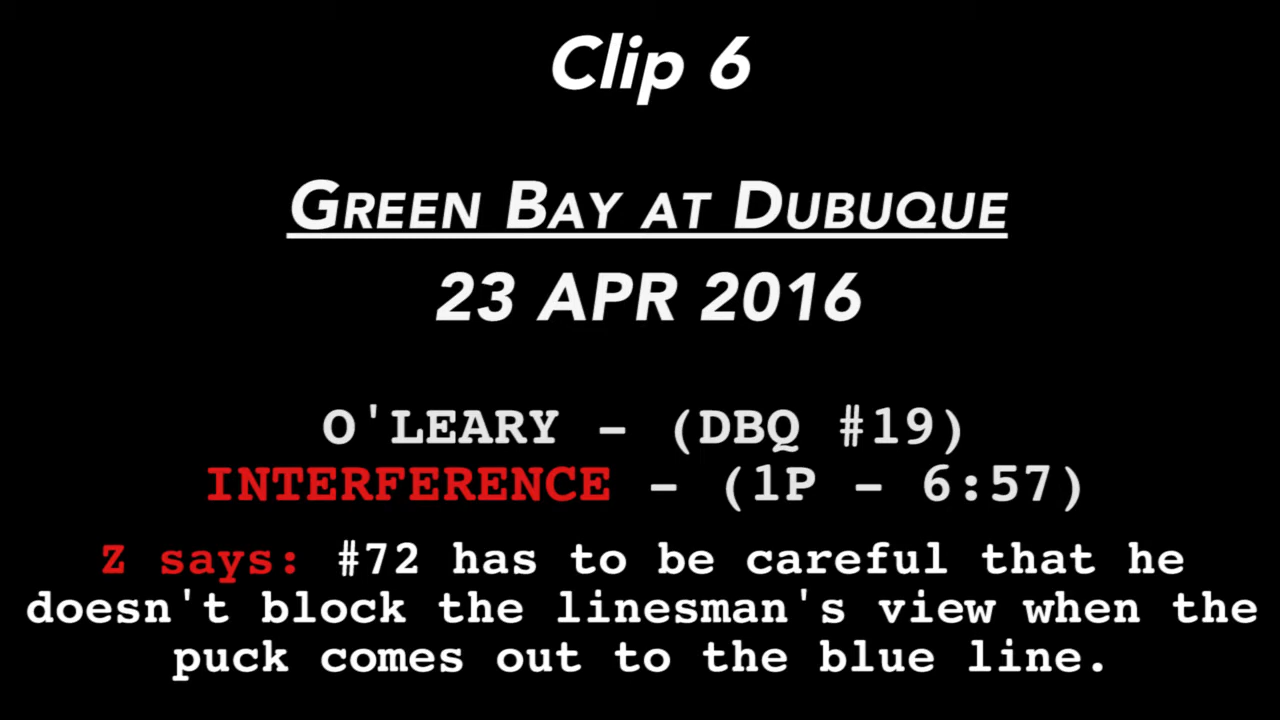 Clip 6
GREEN BAY AT DUBUQUE
23 APR 2016
O'LEARY - (DBQ #19)
INTERFERENCE - (1P - 6:57)
Z says: #72 has to be careful that he
doesn't block the linesman's view when the
puck comes out to the blue line.